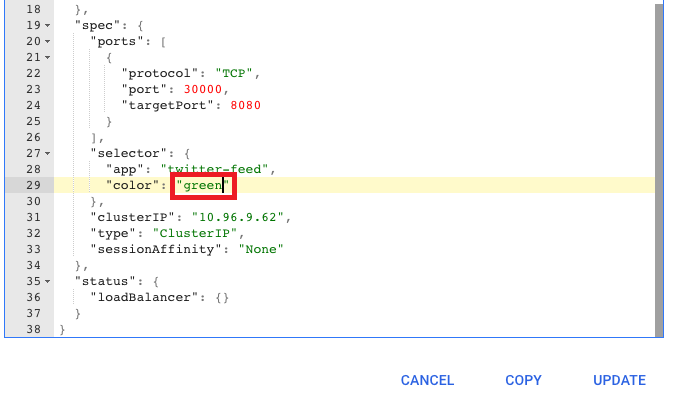 18 },
19 "spec": {
20 "ports": [
21 {
22 "protocol": "TCP",
23 "port": 30000,
24 "targetPort": 8080
25 }
26 ],
27 "selector": {
28 "app": "twitter-feed",
29 "color": "green"
30 },
31 "clusterIP": "10.96.9.62",
32 "type": "ClusterIP",
33 "sessionAffinity": "None"
34 },
35 "status": {
36 "loadBalancer": {}
37 }
38 }
CANCEL COPY UPDATE